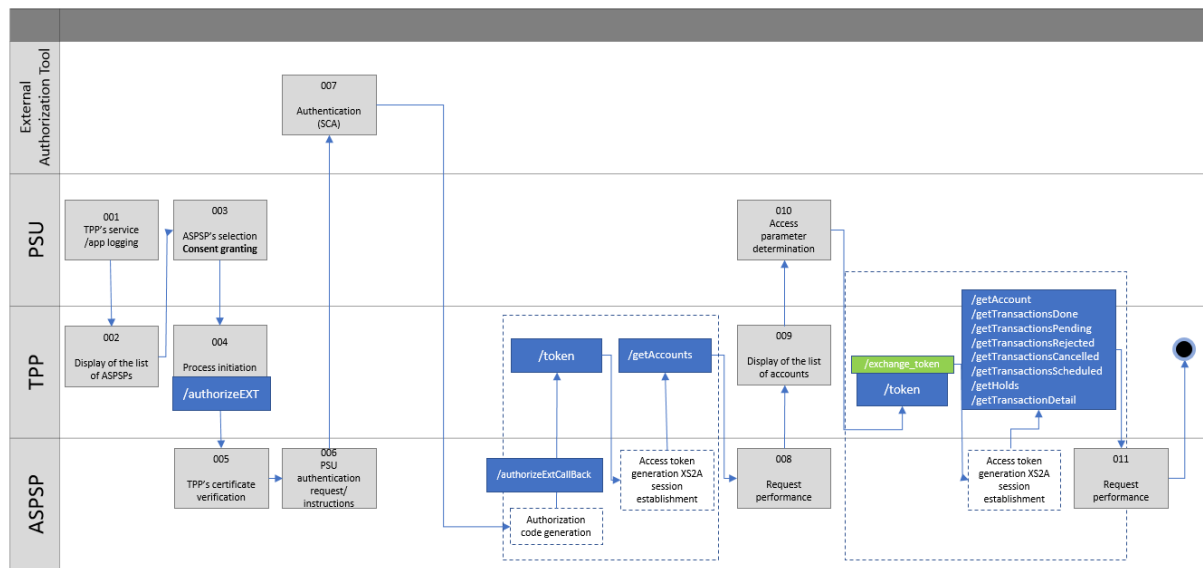 External
Authorization Tool
007
Authentication
(SCA)
PSU
001
TPP's service
/app logging
003
ASPSP's selection
Consent granting
010
Access
parameter
determination
TPP
002
Display of the list
of ASPSPs
004
Process initiation
/authorizeEXT
/token
/getAccounts
009
Display of the list
of accounts
/exchange_token
/token
/getAccount
/getTransactionsDone
/getTransactionsPending
/getTransactionsRejected
/getTransactionsCancelled
/getTransactionsScheduled
/getHolds
/getTransactionDetail
ASPSP
005
TPP's certificate
verification
006
PSU
authentication
request/
instructions
/authorizeExtCallBack
Authorization
code generation
Access token
generation XS2A
session
establishment
008
Request
performance
Access token
generation XS2A
session
establishment
011
Request
performance